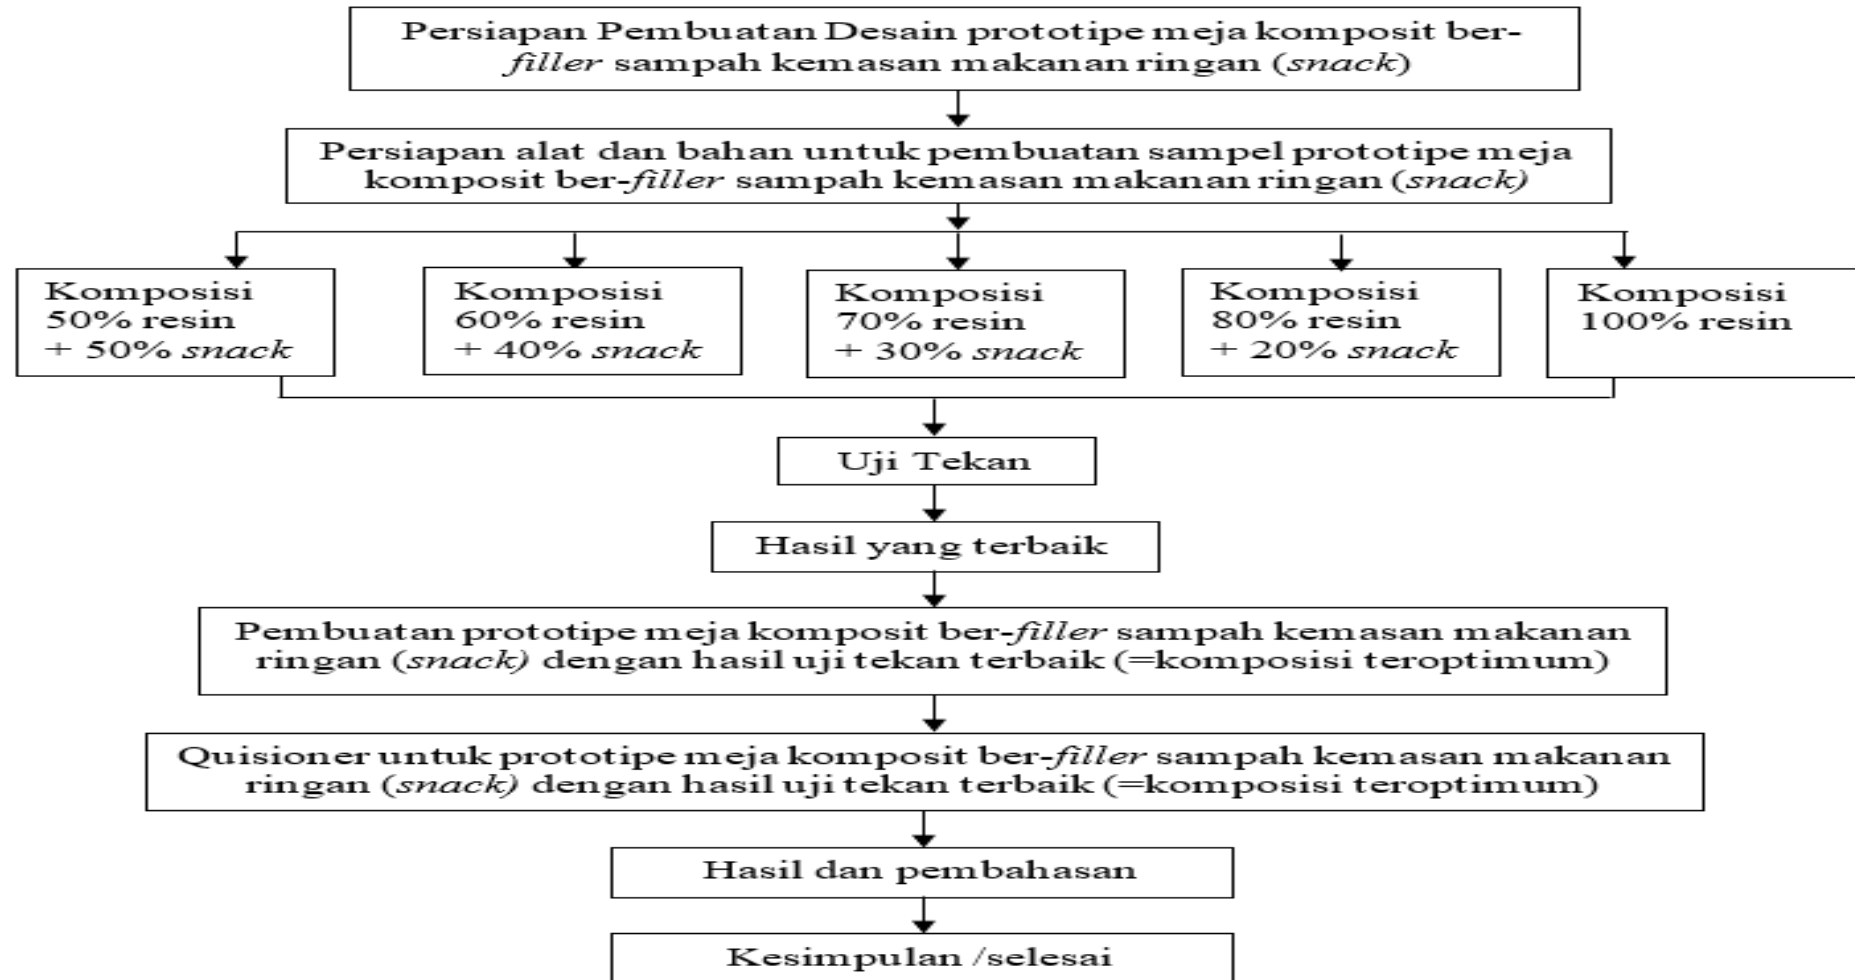 Persiapan Pembuatan Desain prototipe meja komposit ber-
filler sampah kemasan makanan ringan (snack)
Persiapan alat dan bahan untuk pembuatan sampel prototipe meja
komposit ber-filler sampah kemasan makanan ringan (snack)
Komposisi
50% resin
+ 50% snack
Komposisi
60% resin
+ 40% snack
Komposisi
70% resin
+ 30% snack
Komposisi
80% resin
+ 20% snack
Komposisi
100% resin
Uji Tekan
Hasil yang terbaik
Pembuatan prototipe meja komposit ber-filler sampah kemasan makanan
ringan (snack) dengan hasil uji tekan terbaik (=komposisi teroptimum)
Quisioner untuk prototipe meja komposit ber-filler sampah kemasan makanan
ringan (snack) dengan hasil uji tekan terbaik (=komposisi teroptimum)
Hasil dan pembahasan
Kesimpulan /selesai